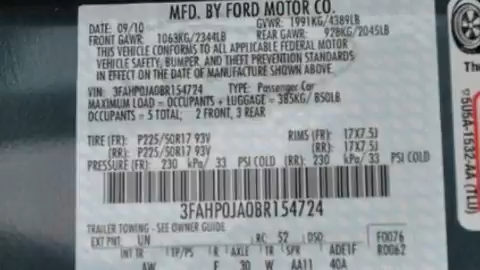 MFD. BY FORD MOTOR CO.
DATE: 09/10 GVWR: 1991KG/4389LB
FRONT GAWR: 1063KG/2344LB REAR GAWR: 928KG/2045LB
THIS VEHICLE CONFORMS TO ALL APPLICABLE FEDERAL MOTOR
VEHICLE SAFETY, BUMPER, AND THEFT PREVENTION STANDARDS
IN EFFECT ON THE DATE OF MANUFACTURE SHOWN ABOVE.
VIN: 3FAHP0JA0BR154724 TYPE: Passenger Car
MAXIMUM LOAD = OCCUPANTS + LUGGAGE = 385KG/850LB
OCCUPANTS = 5 TOTAL; 2 FRONT, 3 REAR
TIRE (FR): P225/50R17 93V RIMS (FR): 17X7.5J
(RR): P225/50R17 93V (RR): 17X7.5J
PRESSURE (FR): 230 kPa/ 33 PSI COLD (RR): 230 kPa/ 33 PSI COLD
3FAHP0JA0BR154724
TRAILER TOWING - SEE OWNER GUIDE
EXT PNT: UN RC: 52 DSO: F0076
INT TR TP/PS R AXLE TR SPR ADE1F R0062
AW F 30 W AA11 40A
505A-1532-AA (TLU)